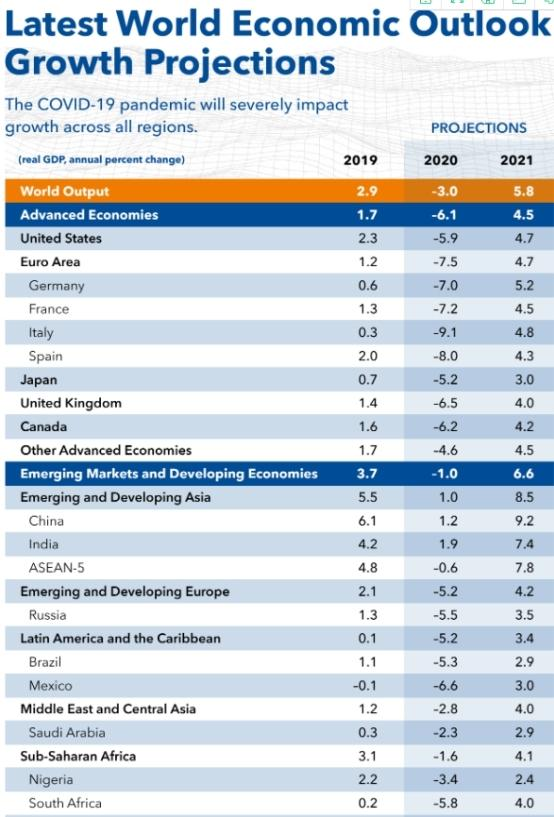 Latest World Economic Outlook
Growth Projections
The COVID-19 pandemic will severely impact
growth across all regions.
PROJECTIONS
(real GDP, annual percent change) 2019 2020 2021
World Output 2.9 –3.0 5.8
Advanced Economies 1.7 –6.1 4.5
United States 2.3 –5.9 4.7
Euro Area 1.2 –7.5 4.7
Germany 0.6 –7.0 5.2
France 1.3 –7.2 4.5
Italy 0.3 –9.1 4.8
Spain 2.0 –8.0 4.3
Japan 0.7 –5.2 3.0
United Kingdom 1.4 –6.5 4.0
Canada 1.6 –6.2 4.2
Other Advanced Economies 1.7 –4.6 4.5
Emerging Markets and Developing Economies 3.7 –1.0 6.6
Emerging and Developing Asia 5.5 1.0 8.5
China 6.1 1.2 9.2
India 4.2 1.9 7.4
ASEAN-5 4.8 –0.6 7.8
Emerging and Developing Europe 2.1 –5.2 4.2
Russia 1.3 –5.5 3.5
Latin America and the Caribbean 0.1 –5.2 3.4
Brazil 1.1 –5.3 2.9
Mexico –0.1 –6.6 3.0
Middle East and Central Asia 1.2 –2.8 4.0
Saudi Arabia 0.3 –2.3 2.9
Sub-Saharan Africa 3.1 –1.6 4.1
Nigeria 2.2 –3.4 2.4
South Africa 0.2 –5.8 4.0